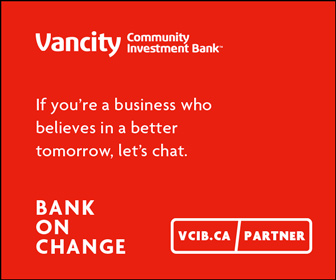 Vancity Community
Investment Bank™
If you're a business who
believes in a better
tomorrow, let's chat.
BANK
ON
CHANGE
VCIB.CA / PARTNER